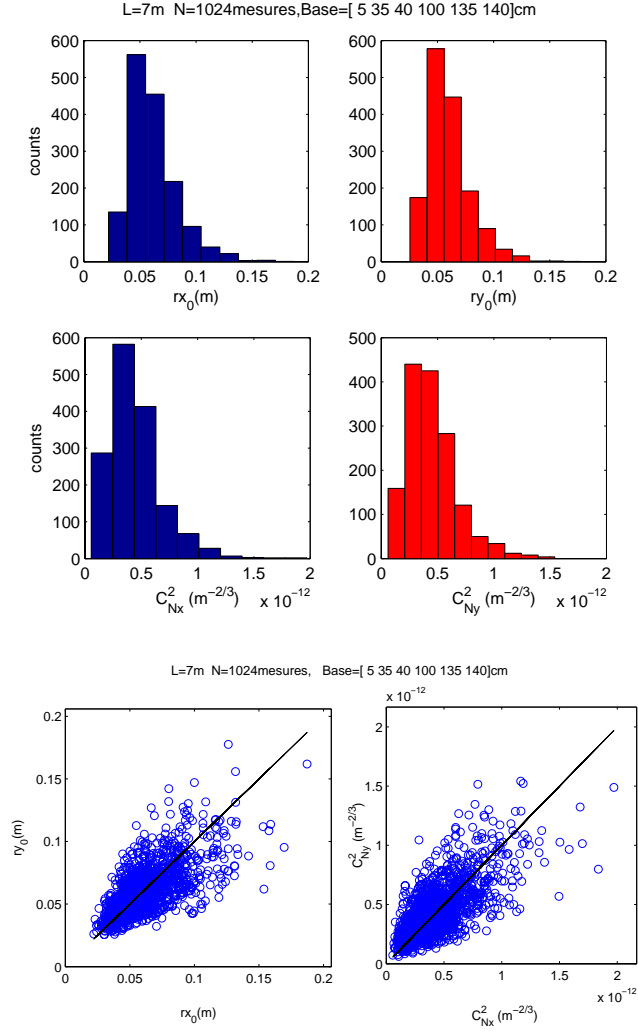 L=7m N=1024mesures,Base=[ 5 35 40 100 135 140]cm
600
500
400
300
200
100
0
counts
0 0.05 0.1 0.15 0.2
rx0(m)
600
500
400
300
200
100
0
0 0.05 0.1 0.15 0.2
ry0(m)
600
500
400
300
200
100
0
counts
0 0.5 1 1.5 2
C²Nx (m⁻²/³) x 10⁻¹²
500
400
300
200
100
0
0 0.5 1 1.5 2
C²Ny (m⁻²/³) x 10⁻¹²
L=7m N=1024mesures, Base=[ 5 35 40 100 135 140]cm
0.2
0.15
0.1
0.05
0
ry0(m)
0 0.05 0.1 0.15 0.2
rx0(m)
x 10⁻¹²
2
1.5
1
0.5
0
C²Ny (m⁻²/³)
0 0.5 1 1.5 2
x 10⁻¹²
C²Nx (m⁻²/³)